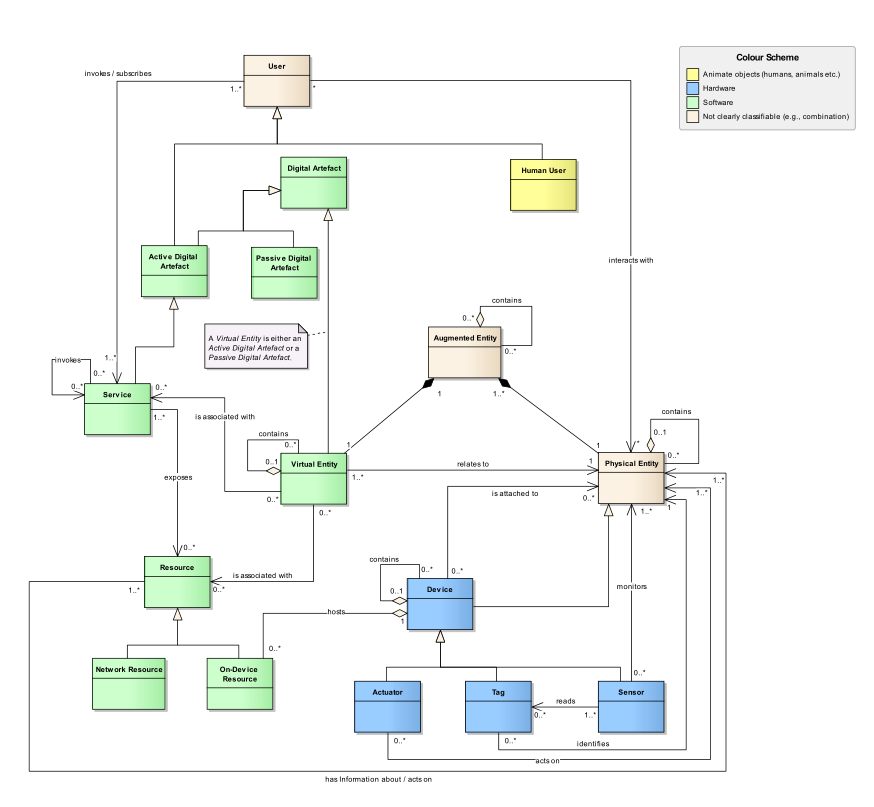 Colour Scheme
Animate objects (humans, animals etc.)
Hardware
Software
Not clearly classifiable (e.g., combination)
User
invokes / subscribes
1..*
*
Digital Artefact
Human User
Active Digital
Artefact
Passive Digital
Artefact
interacts with
contains
0..*
Augmented Entity
0..*
A Virtual Entity is either an
Active Digital Artefact or a
Passive Digital Artefact.
invokes
1..*
0..*
0..*
0..*
Service
1..*
1
1..*
is associated with
contains
0..*
0..1
Virtual Entity
1
1..*
0..*
0..*
relates to
contains
0..1
0..*
1
*
1
Physical Entity
0..*
1..*
1
1..*
1..*
is attached to
exposes
0..*
Resource
1..*
0..*
is associated with
contains
0..*
0..*
0..1
Device
1
hosts
monitors
Network Resource
On-Device
Resource
0..*
0..*
Actuator
Tag
Sensor
reads
0..*
1..*
0..*
0..*
identifies
acts on
has Information about / acts on